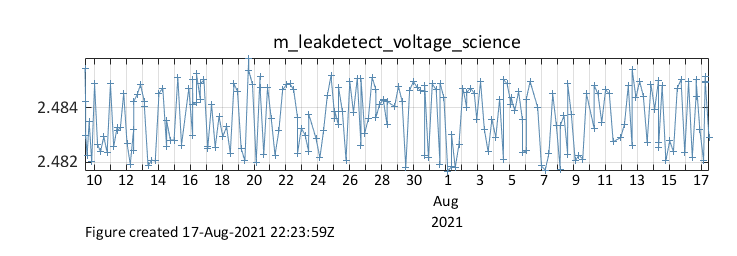 m_leakdetect_voltage_science
2.484
2.482
10 12 14 16 18 20 22 24 26 28 30 1 3 5 7 9 11 13 15 17
Aug
2021
Figure created 17-Aug-2021 22:23:59Z